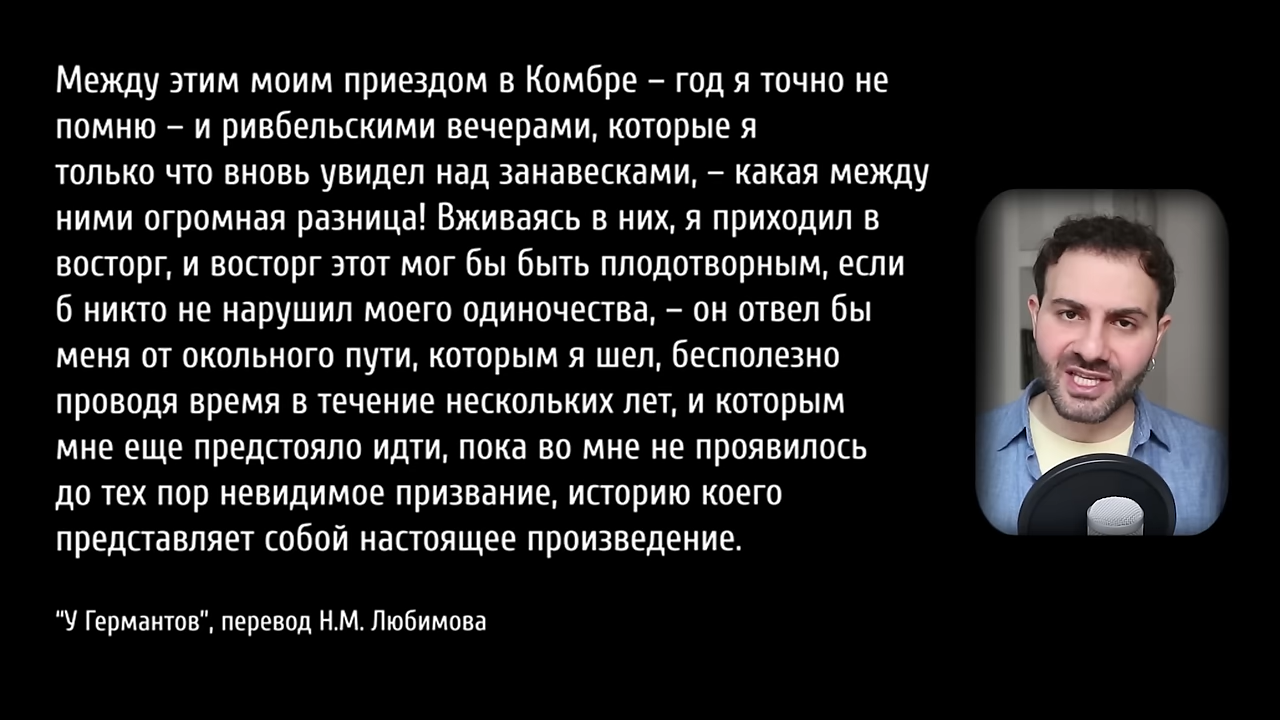 Между этим моим приездом в Комбре – год я точно не
помню – и ривбельскими вечерами, которые я
только что вновь увидел над занавесками, – какая между
ними огромная разница! Вживаясь в них, я приходил в
восторг, и восторг этот мог бы быть плодотворным, если
б никто не нарушил моего одиночества, – он отвел бы
меня от окольного пути, которым я шел, бесполезно
проводя время в течение нескольких лет, и которым
мне еще предстояло идти, пока во мне не проявилось
до тех пор невидимое призвание, историю коего
представляет собой настоящее произведение.
“У Германтов”, перевод Н.М. Любимова